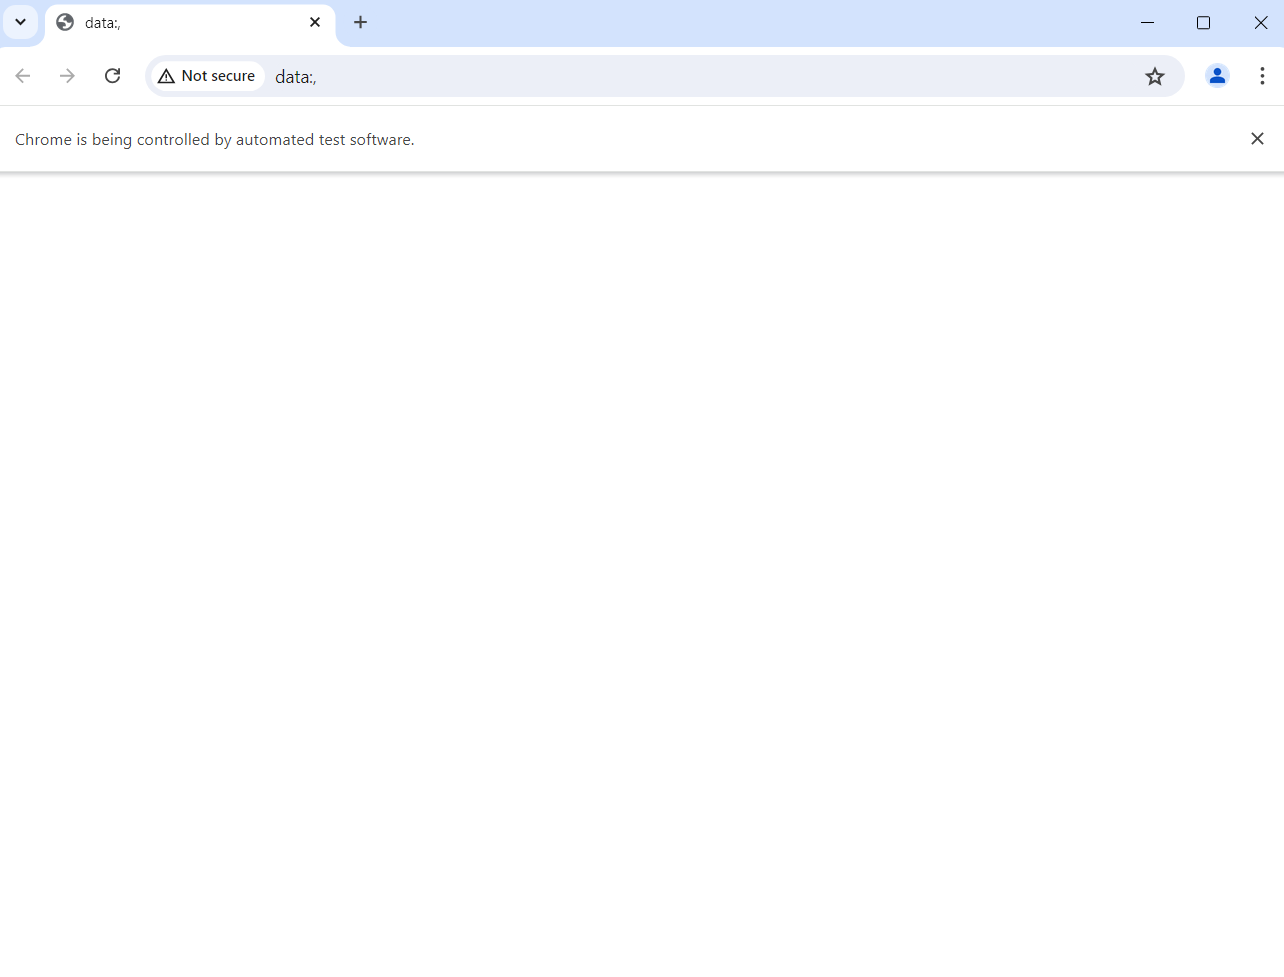 data:,
Not secure data:,
Chrome is being controlled by automated test software.